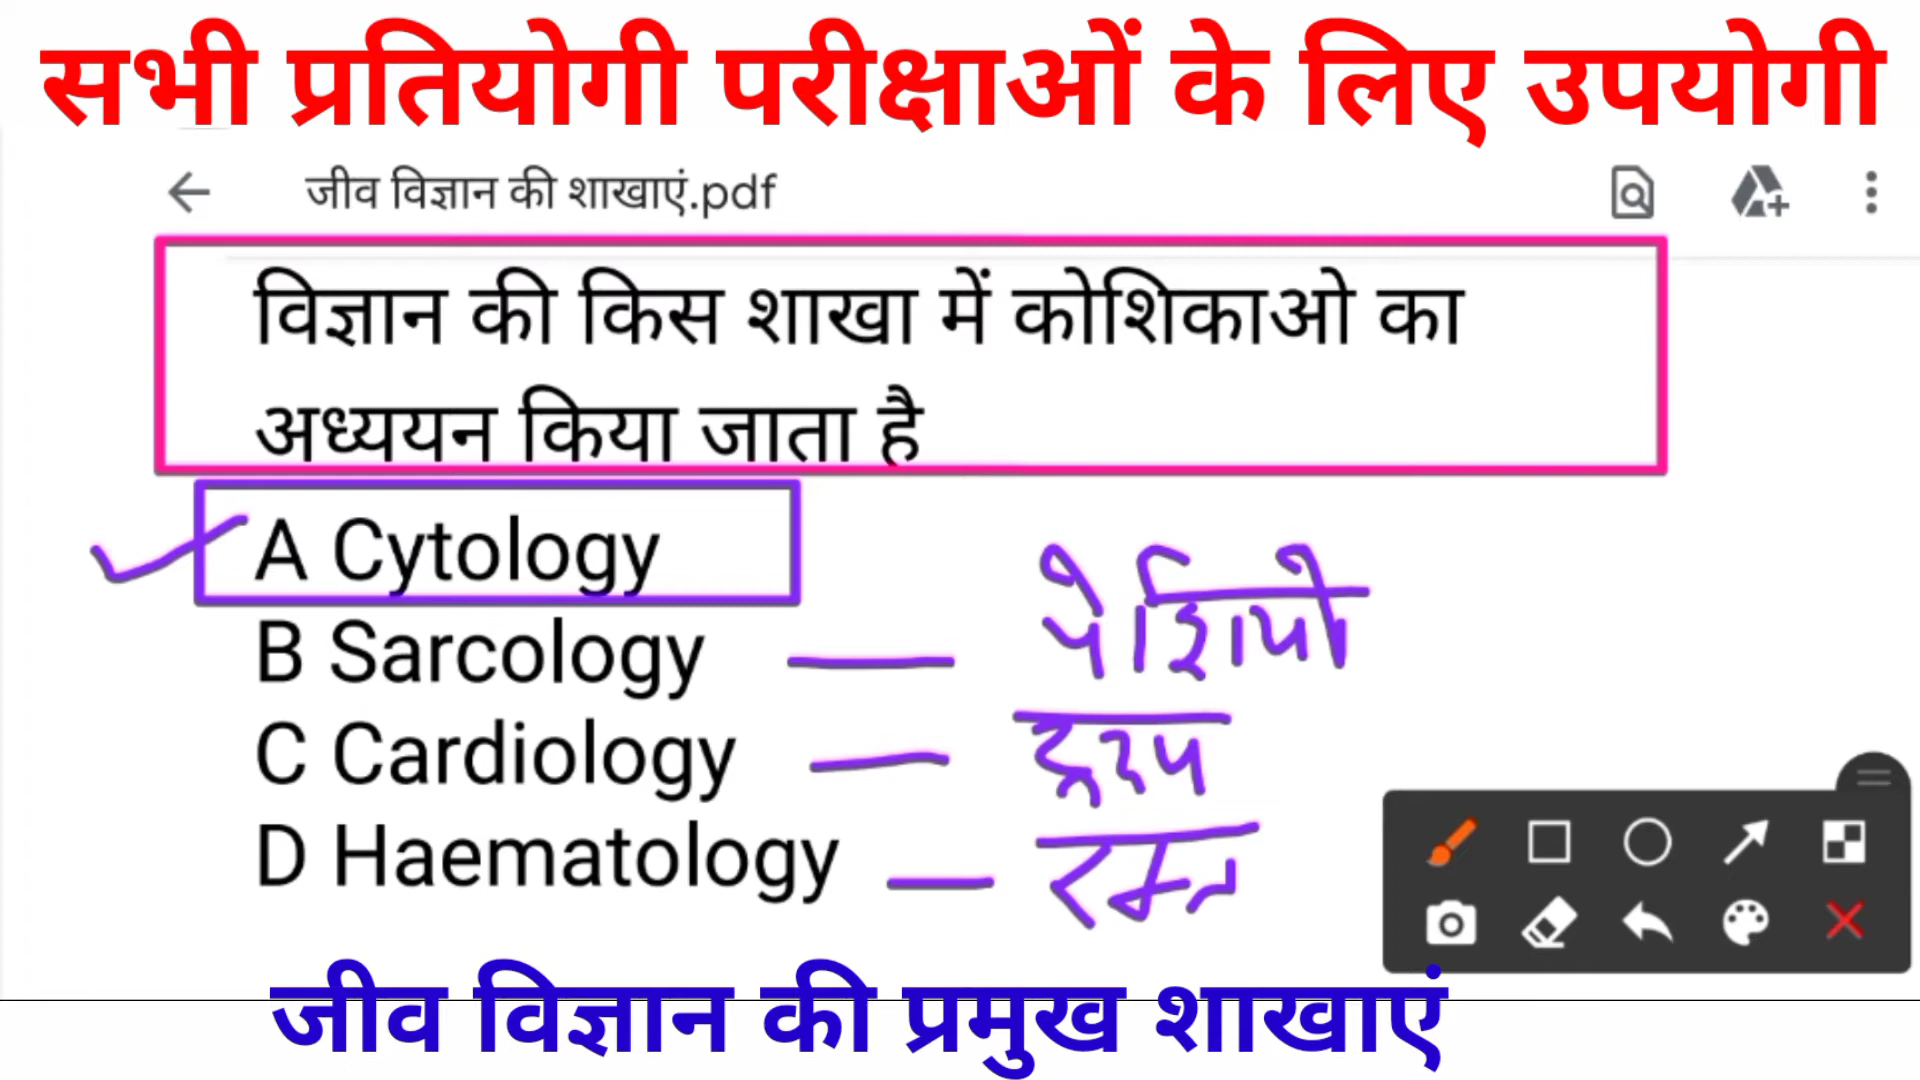 सभी प्रतियोगी परीक्षाओं के लिए उपयोगी
जीव विज्ञान की शाखाएं.pdf
विज्ञान की किस शाखा में कोशिकाओ का
अध्ययन किया जाता है
A Cytology
B Sarcology — पेशियो
C Cardiology — हृदय
D Haematology — रक्त
जीव विज्ञान की प्रमुख शाखाएं